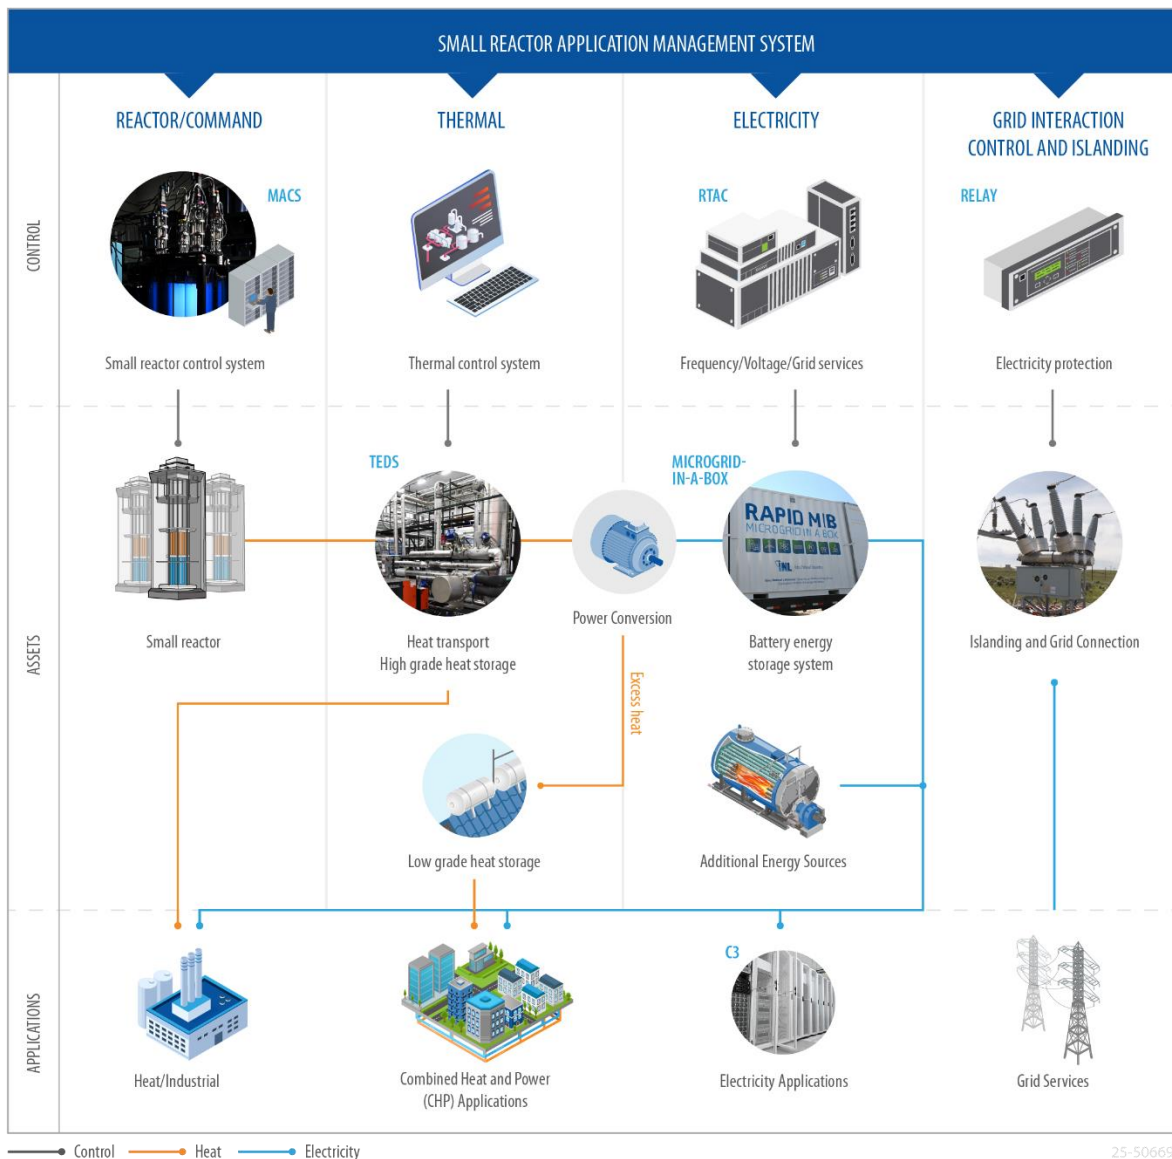 SMALL REACTOR APPLICATION MANAGEMENT SYSTEM
REACTOR/COMMAND
THERMAL
ELECTRICITY
GRID INTERACTION
CONTROL AND ISLANDING
CONTROL
MACS
RTAC
RELAY
Small reactor control system
Thermal control system
Frequency/Voltage/Grid services
Electricity protection
ASSETS
TEDS
MICROGRID-
IN-A-BOX
RAPID MIB
MICROGRID IN A BOX
INL
Small reactor
Heat transport
High grade heat storage
Power Conversion
Battery energy
storage system
Islanding and Grid Connection
Excess heat
Low grade heat storage
Additional Energy Sources
APPLICATIONS
C3
Heat/Industrial
Combined Heat and Power
(CHP) Applications
Electricity Applications
Grid Services
Control
Heat
Electricity
25-50669